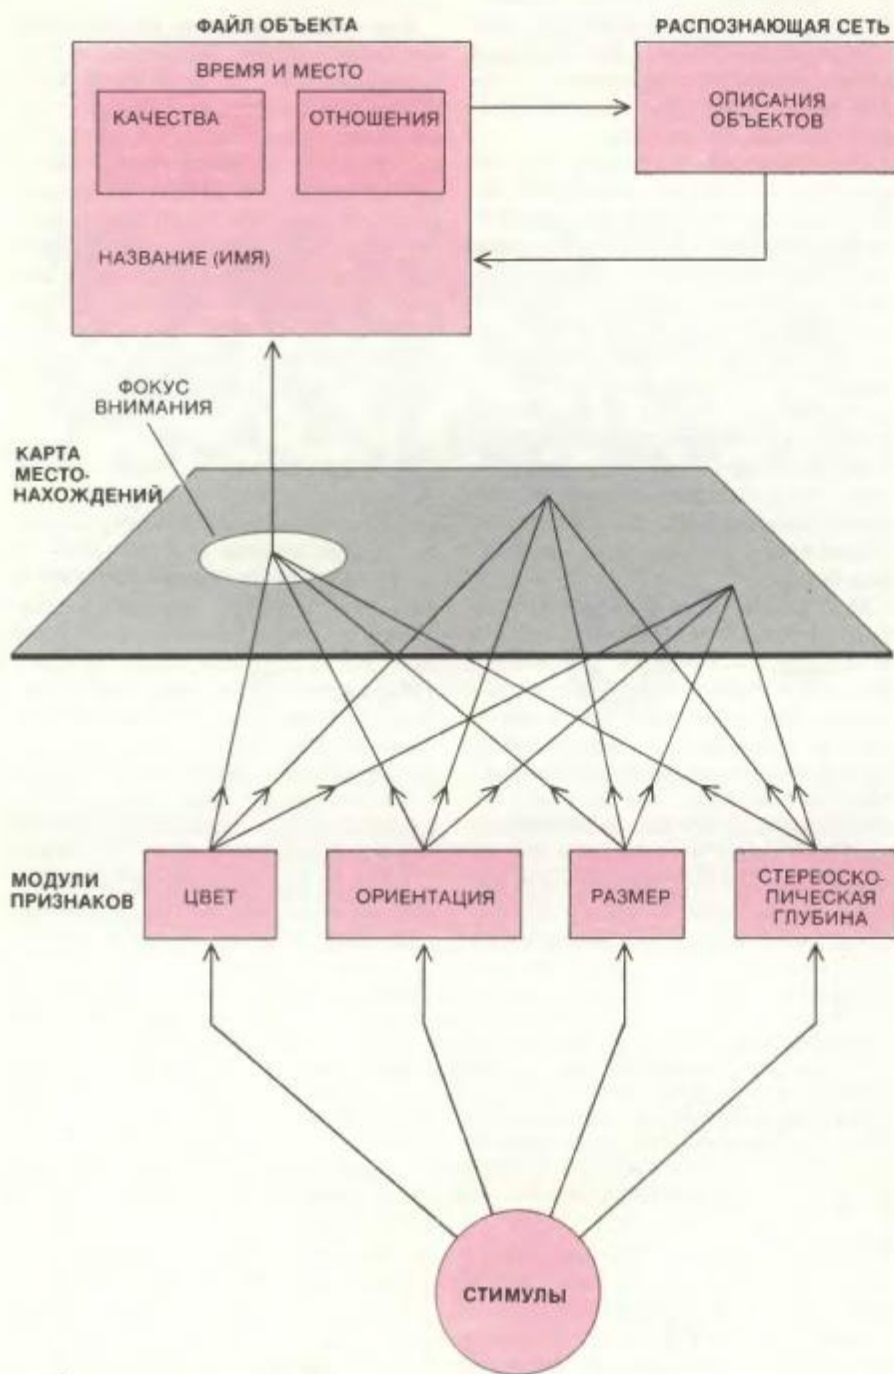 ФАЙЛ ОБЪЕКТА
РАСПОЗНАЮЩАЯ СЕТЬ
ВРЕМЯ И МЕСТО
КАЧЕСТВА
ОТНОШЕНИЯ
НАЗВАНИЕ (ИМЯ)
ОПИСАНИЯ
ОБЪЕКТОВ
ФОКУС
ВНИМАНИЯ
КАРТА
МЕСТО-
НАХОЖДЕНИЙ
МОДУЛИ
ПРИЗНАКОВ
ЦВЕТ
ОРИЕНТАЦИЯ
РАЗМЕР
СТЕРЕОСКО-
ПИЧЕСКАЯ
ГЛУБИНА
СТИМУЛЫ